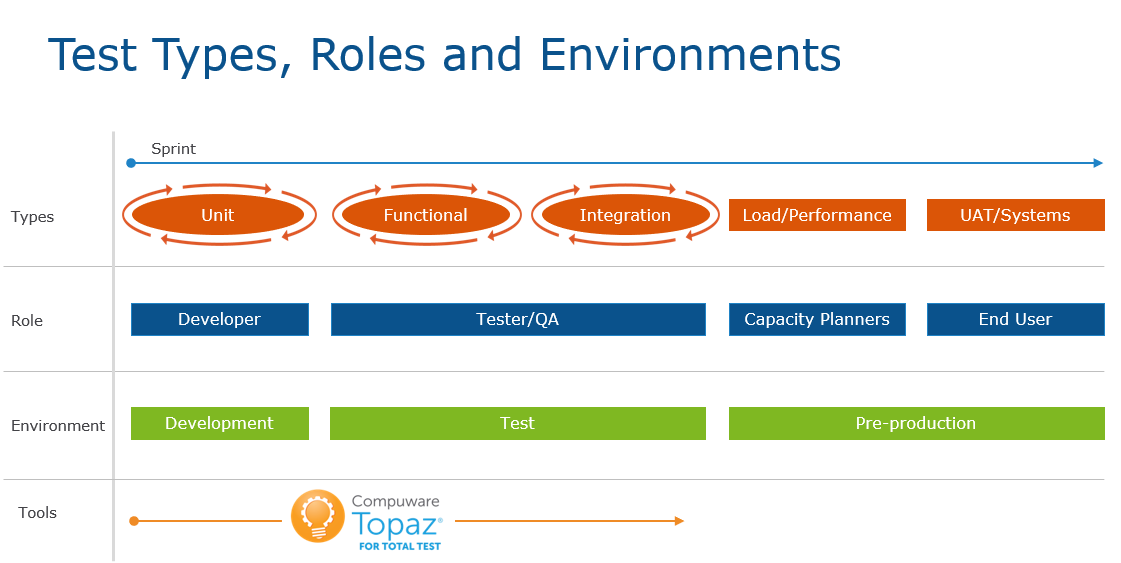 Test Types, Roles and Environments
Sprint
Types
Unit
Functional
Integration
Load/Performance
UAT/Systems
Role
Developer
Tester/QA
Capacity Planners
End User
Environment
Development
Test
Pre-production
Tools
Compuware
Topaz®
FOR TOTAL TEST